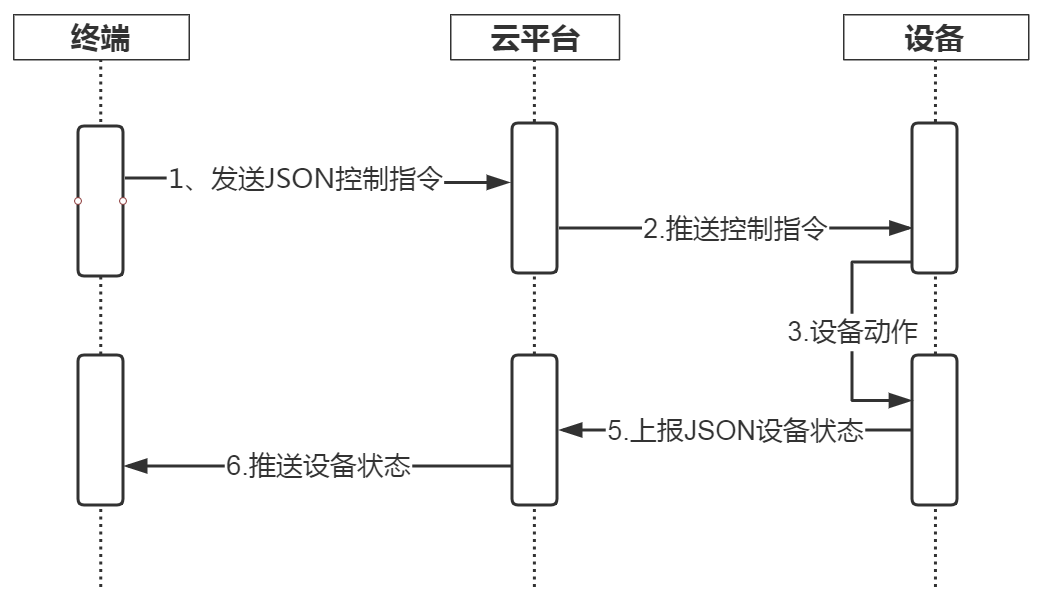 终端
云平台
设备
1、发送JSON控制指令
2.推送控制指令
3.设备动作
5.上报JSON设备状态
6.推送设备状态